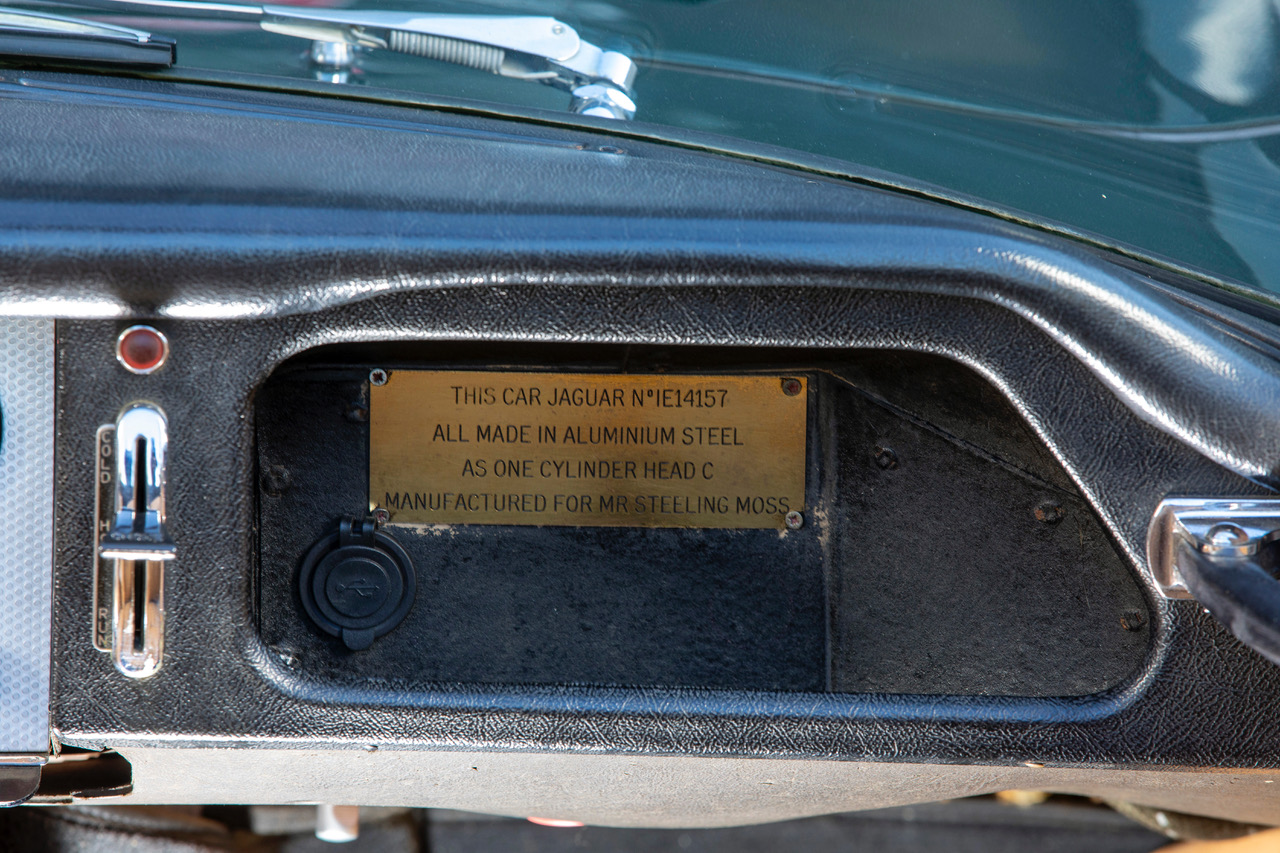 THIS CAR JAGUAR N°IE14157
ALL MADE IN ALUMINIUM STEEL
AS ONE CYLINDER HEAD C
MANUFACTURED FOR MR STEELING MOSS
COLD
H
RUN